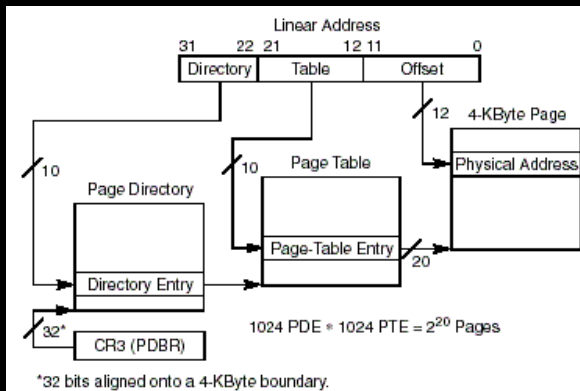 Linear Address
31 22 21 12 11 0
Directory Table Offset
12 4-KByte Page
10 10 Page Table Physical Address
Page Directory
Page-Table Entry
20
Directory Entry
32* 1024 PDE * 1024 PTE = 2²⁰ Pages
CR3 (PDBR)
*32 bits aligned onto a 4-KByte boundary.